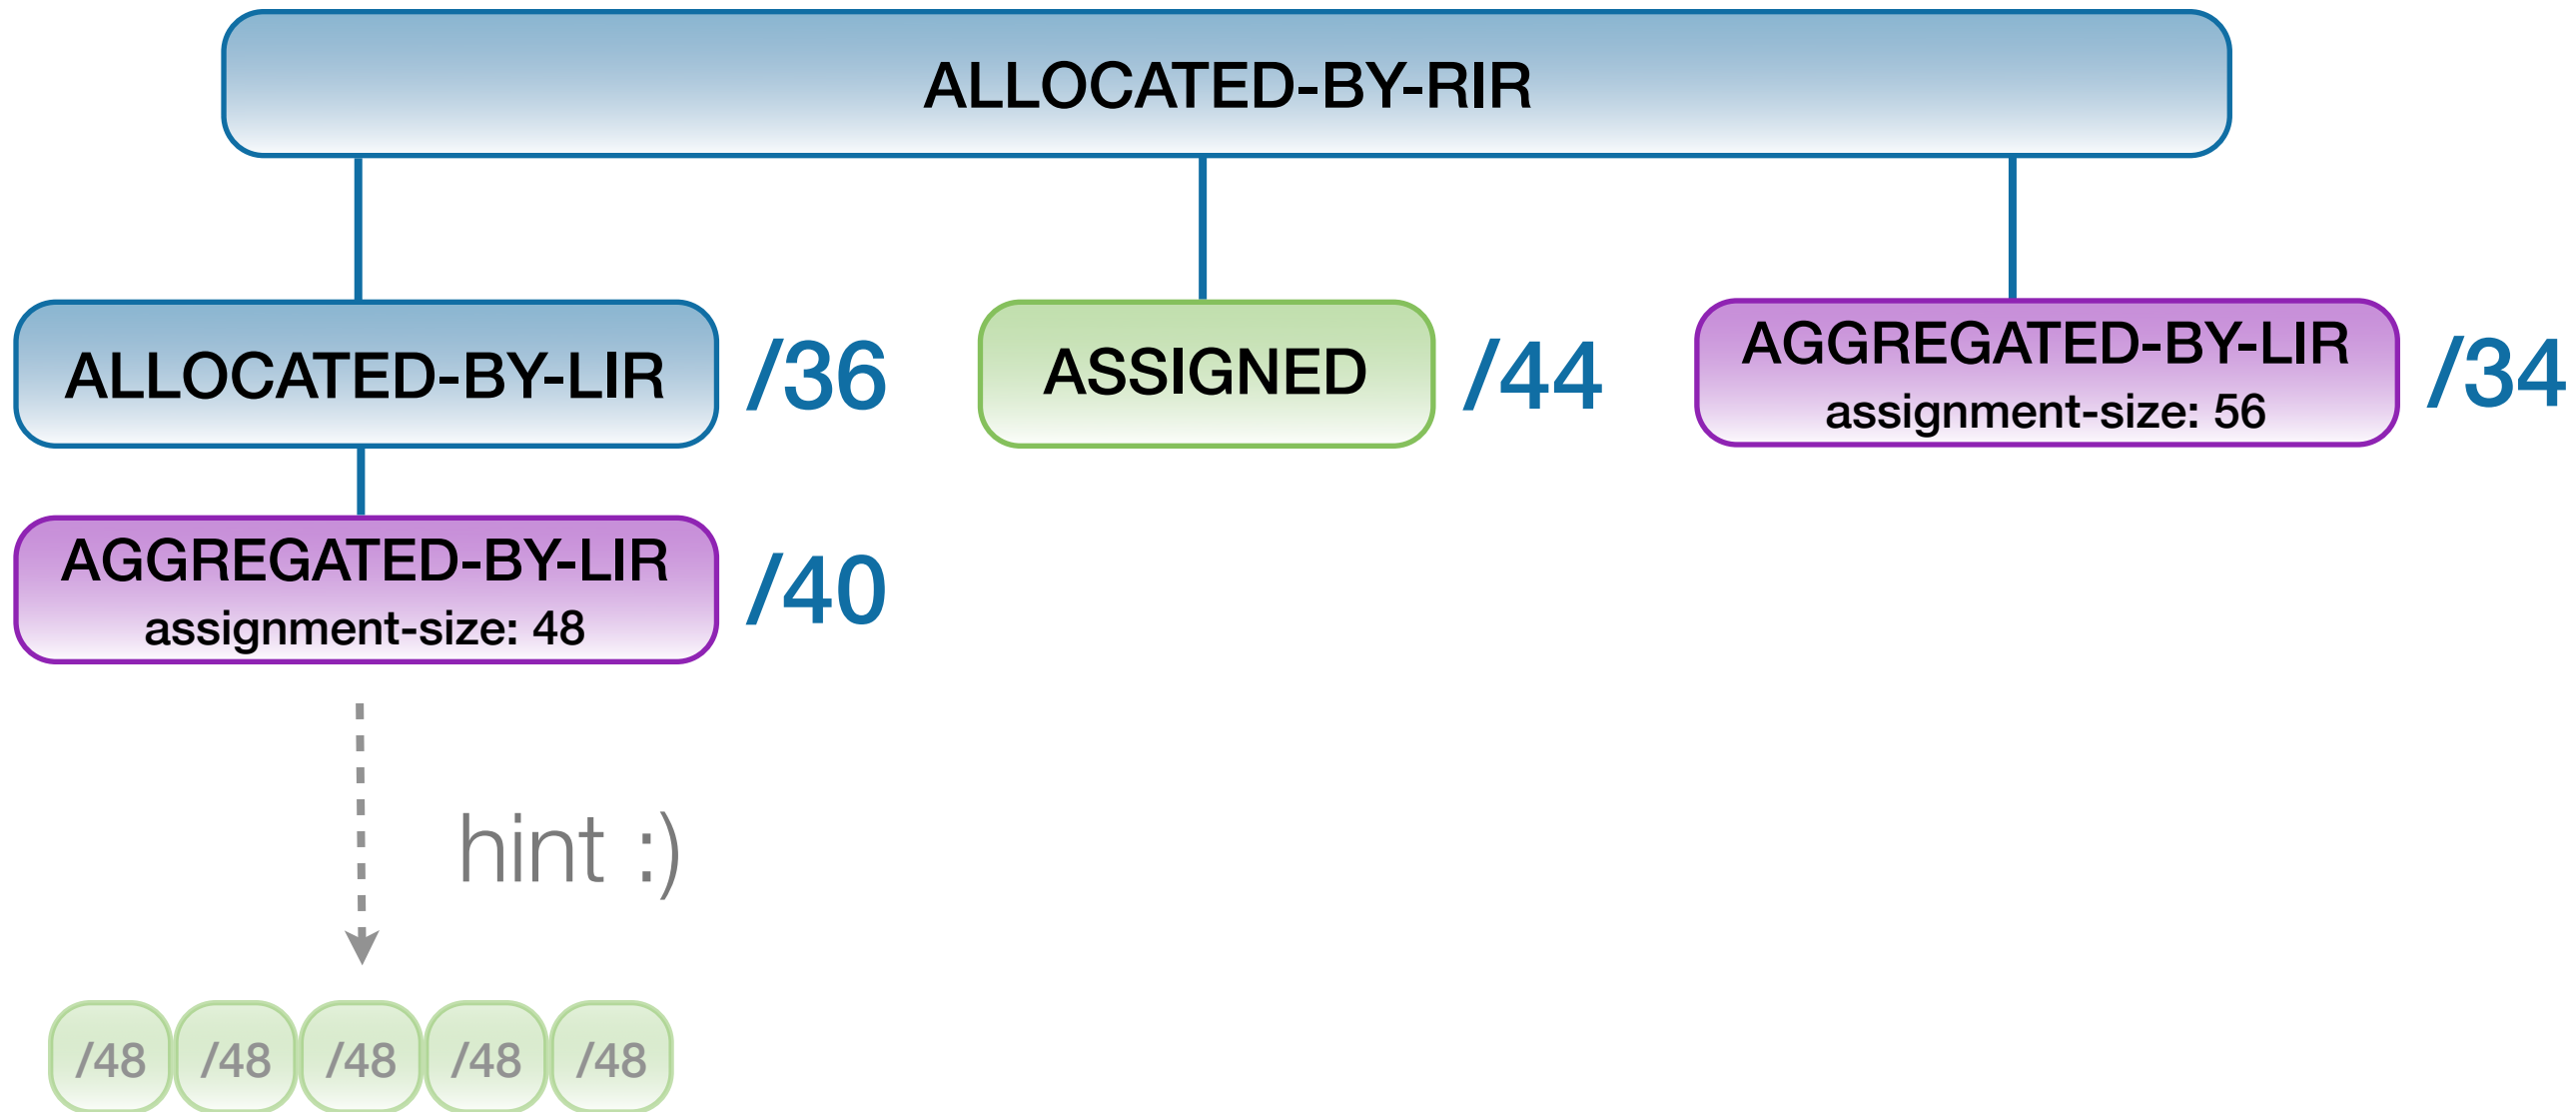 ALLOCATED-BY-RIR
ALLOCATED-BY-LIR
/36
ASSIGNED
/44
AGGREGATED-BY-LIR
assignment-size: 56
/34
AGGREGATED-BY-LIR
assignment-size: 48
/40
hint :)
/48 /48 /48 /48 /48